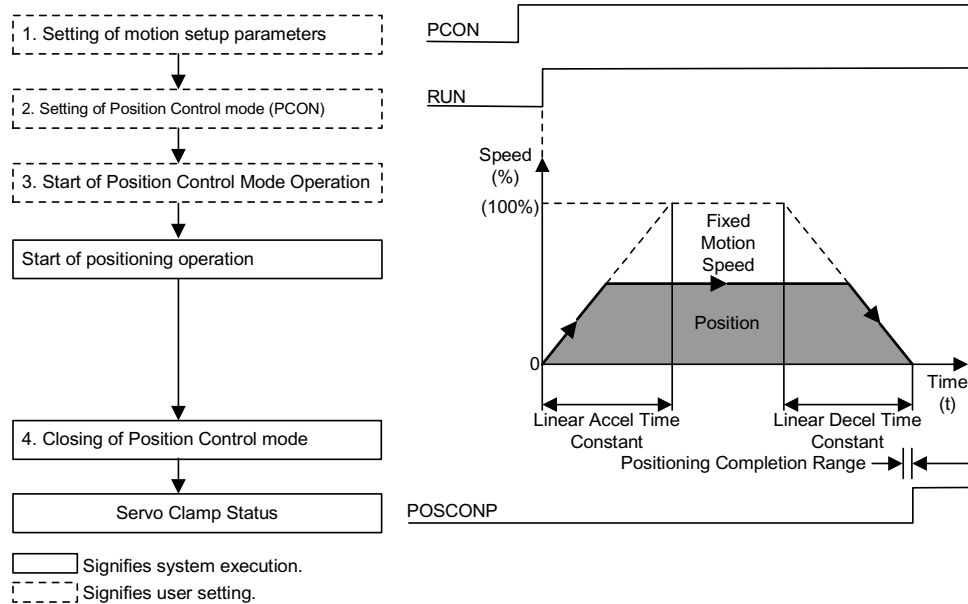 1. Setting of motion setup parameters
2. Setting of Position Control mode (PCON)
3. Start of Position Control Mode Operation
Start of positioning operation
4. Closing of Position Control mode
Servo Clamp Status
Signifies system execution.
Signifies user setting.
PCON
RUN
Speed
(%)
(100%)
Fixed
Motion
Speed
Position
0
Time
(t)
Linear Accel Time
Constant
Linear Decel Time
Constant
Positioning Completion Range
POSCONP